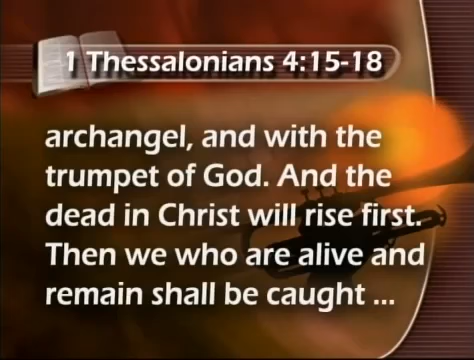 1 Thessalonians 4:15-18
archangel, and with the
trumpet of God. And the
dead in Christ will rise first.
Then we who are alive and
remain shall be caught ...